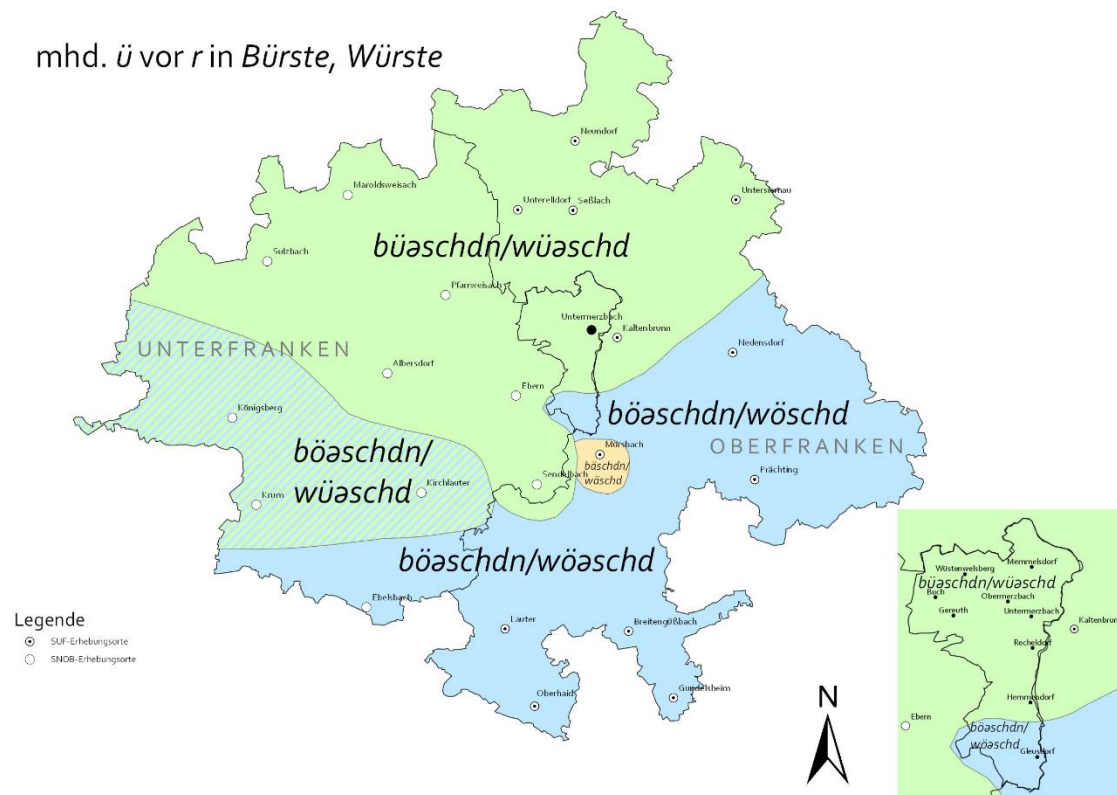 mhd. ü vor r in Bürste, Würste
Neundorf
Maroldsweisach
Unterelldorf
Seßlach
Untersiemau
büəschdn/wüəschd
Sulzbach
Pfarrweisach
Untermerzbach
Kaltenbrunn
UNTERFRANKEN
Nedensdorf
Albersdorf
Ebern
Königsberg
böəschdn/wöschd
OBERFRANKEN
böəschdn/
wüəschd
Mürsbach
bäschdn/
wäschd
Prächting
Sendelbach
Kirchlauter
Krum
böəschdn/wöəschd
Ebelsbach
Lauter
Breitengüßbach
Oberhaid
Gundelsheim
Legende
SUF-Erhebungsorte
SNOB-Erhebungsorte
N
Memmelsdorf
Wüstenwelsberg
büəschdn/wüəschd
Buch
Obermerzbach
Gereuth
Untermerzbach
Kaltenbrunn
Recheldorf
Hemmendorf
Ebern
böəschdn/
wöəschd
Gleusdorf